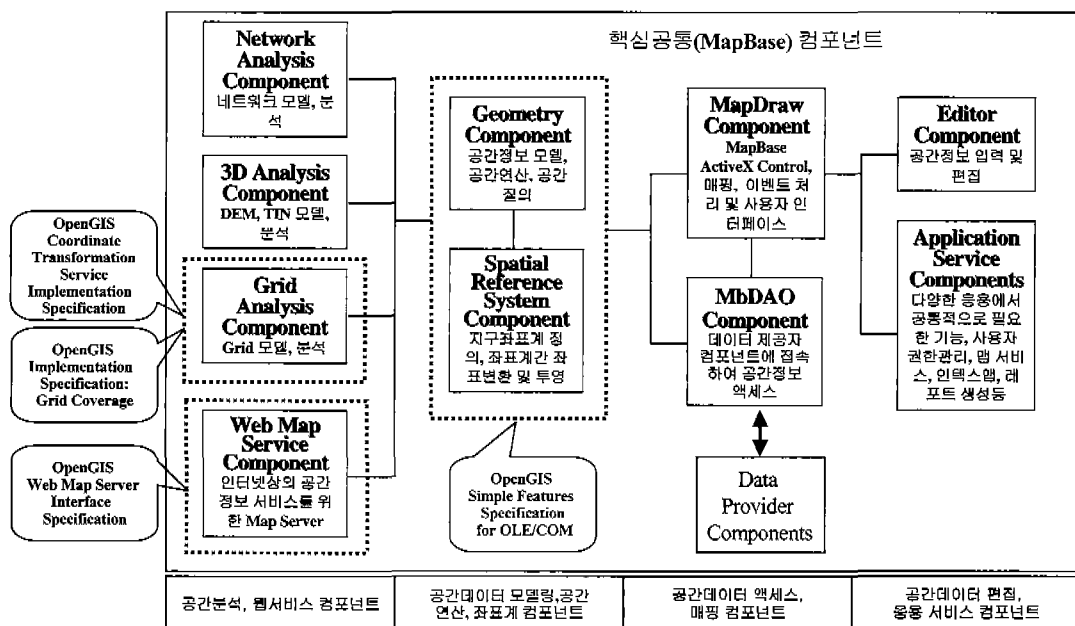 핵심공통(MapBase) 컴포넌트
Network
Analysis
Component
네트워크 모델, 분
석
3D Analysis
Component
DEM, TIN 모델,
분석
Grid
Analysis
Component
Grid 모델, 분석
Web Map
Service
Component
인터넷상의 공간
정보 서비스를 위
한 Map Server
OpenGIS
Coordinate
Transformation
Service
Implementation
Specification
OpenGIS
Implementation
Specification:
Grid Coverage
OpenGIS
Web Map Server
Interface
Specification
Geometry
Component
공간정보 모델,
공간연산, 공간
질의
Spatial
Reference
System
Component
지구좌표계 정
의, 좌표계간 좌
표변환 및 투영
OpenGIS
Simple Features
Specification
for OLE/COM
MapDraw
Component
MapBase
ActiveX Control,
매핑, 이벤트 처
리 및 사용자 인
터페이스
MbDAO
Component
데이터 제공자
컴포넌트에 접속
하여 공간정보
액세스
Data
Provider
Components
Editor
Component
공간정보 입력 및
편집
Application
Service
Components
다양한 응용에서
공통적으로 필요
한 기능, 사용자
권한관리, 맵 서비
스, 인덱스맵, 레
포트 생성등
공간분석, 웹서비스 컴포넌트
공간데이터 모델링,공간
연산, 좌표계 컴포넌트
공간데이터 액세스,
매핑 컴포넌트
공간데이터 편집,
응용 서비스 컴포넌트